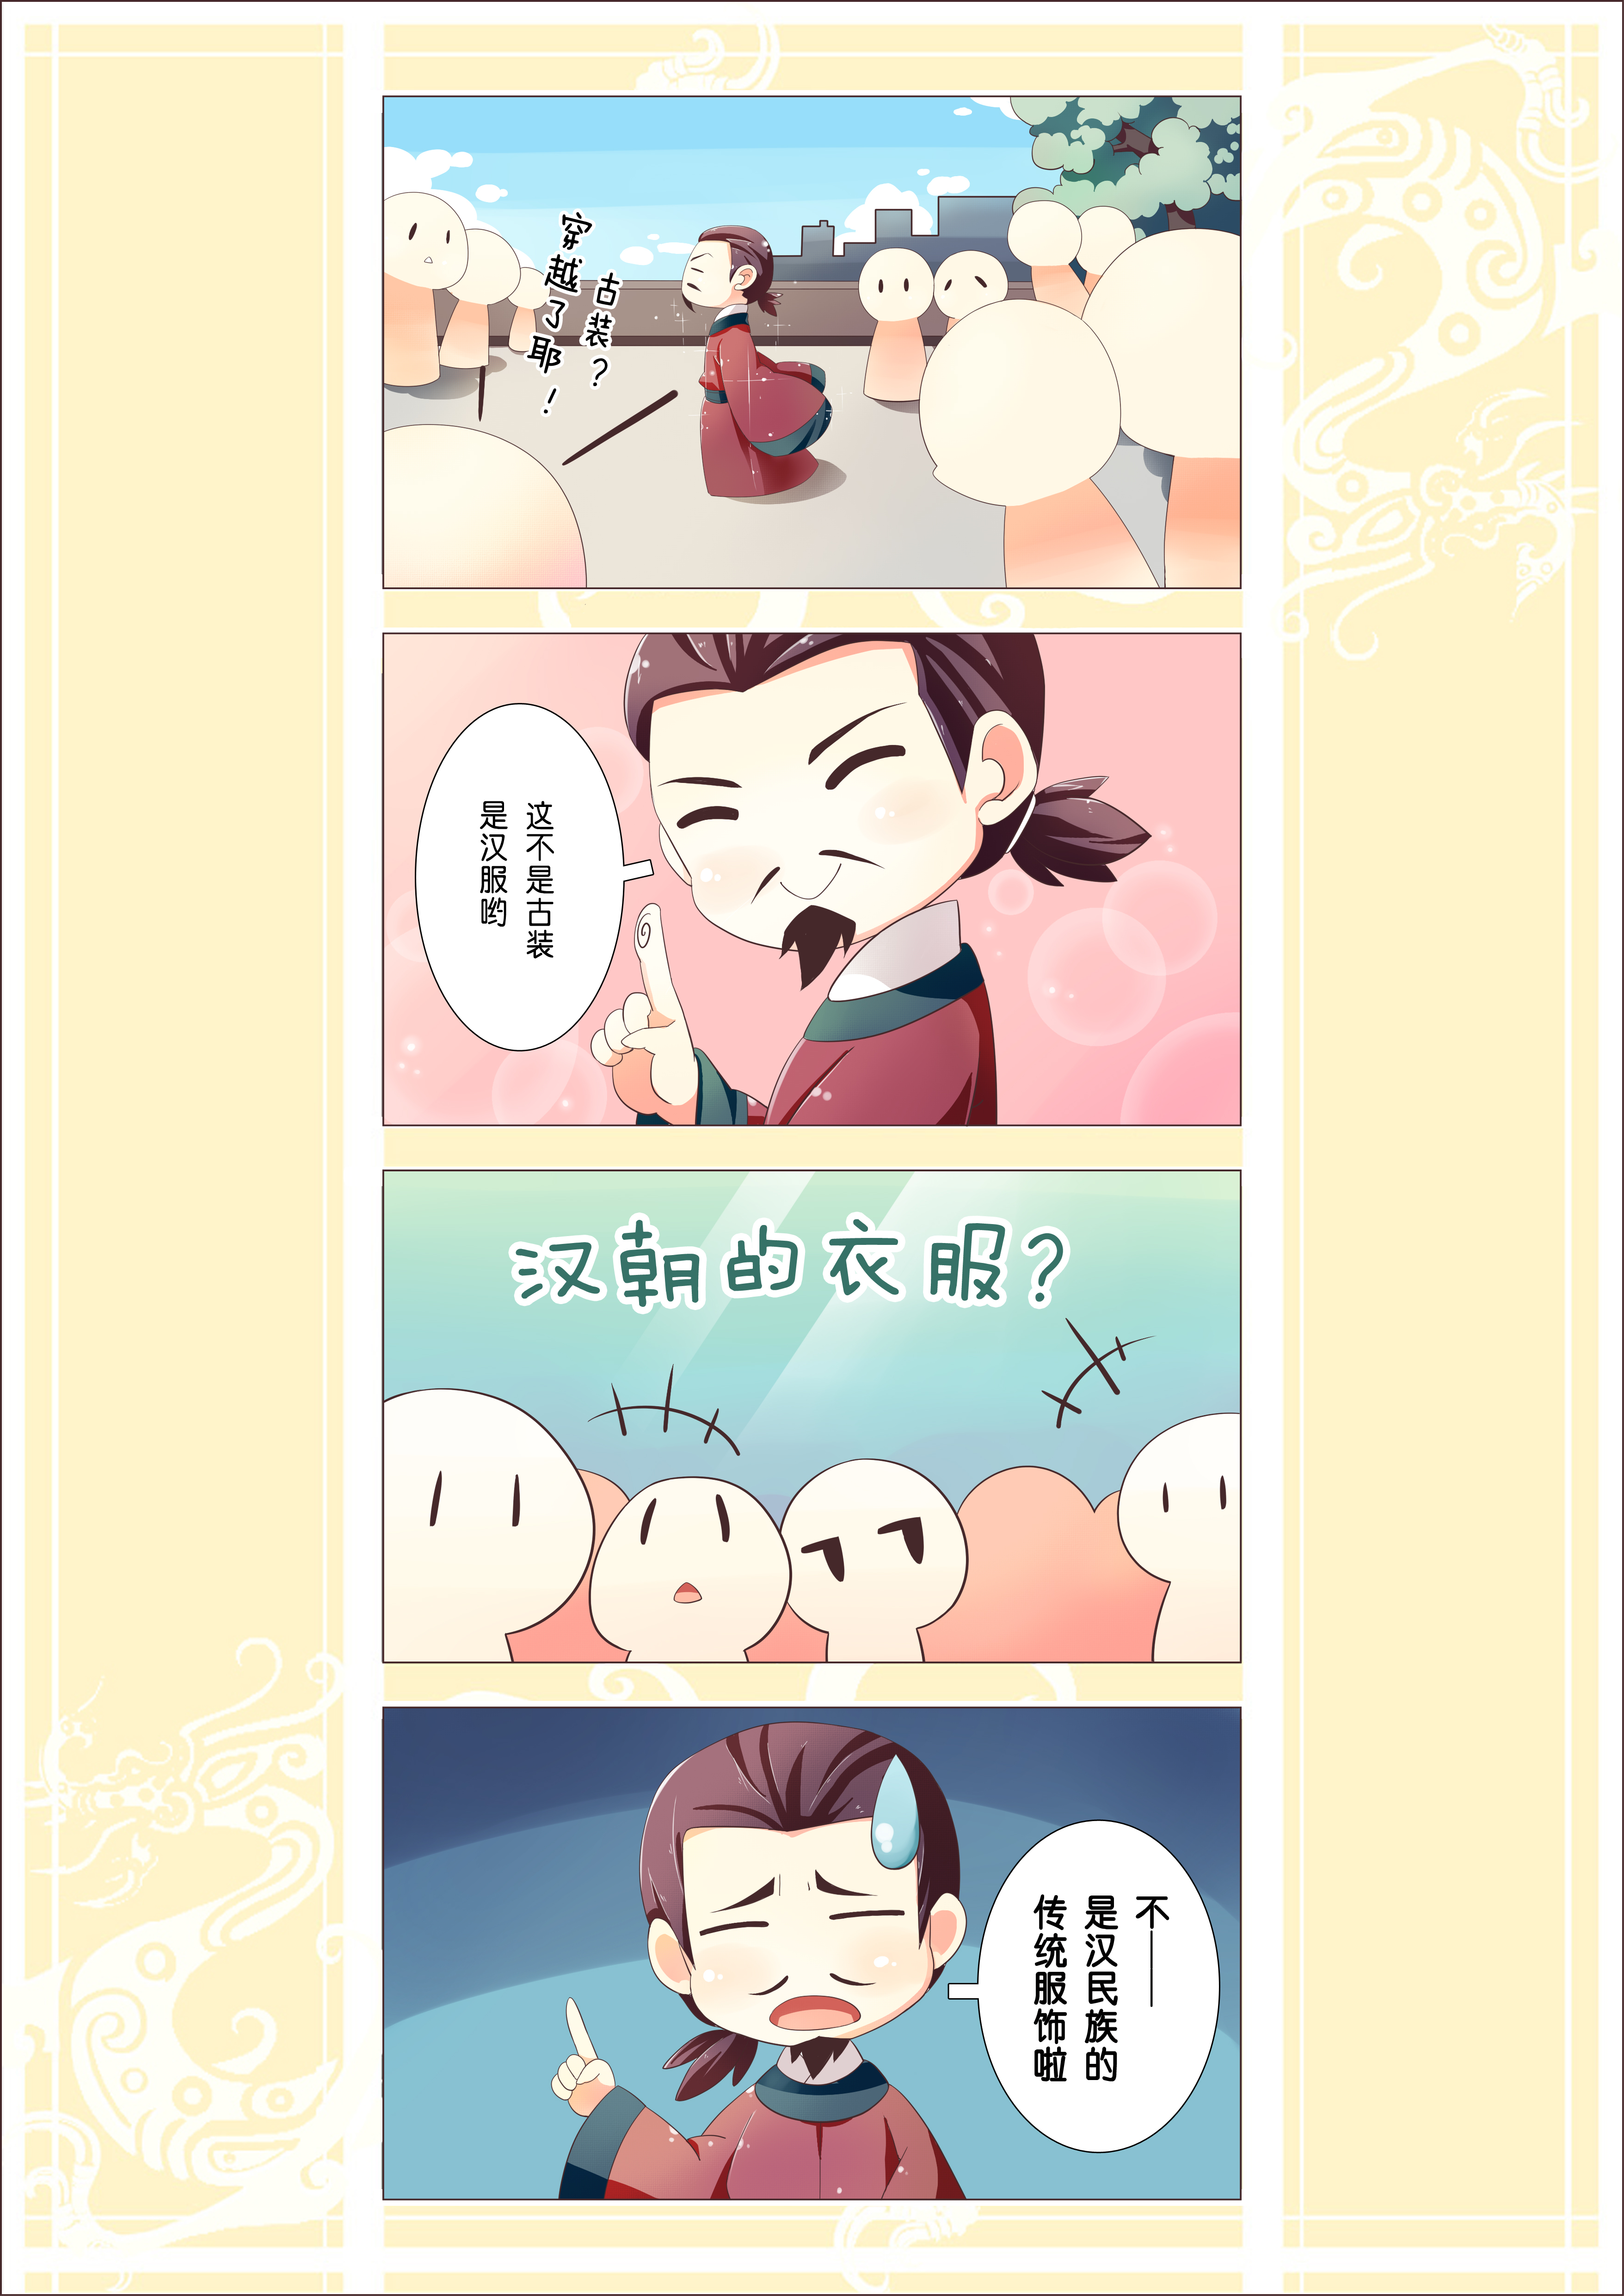 古装?
穿越了耶!
这不是古装
是汉服哟
汉朝的衣服?
不——
是汉民族的
传统服饰啦